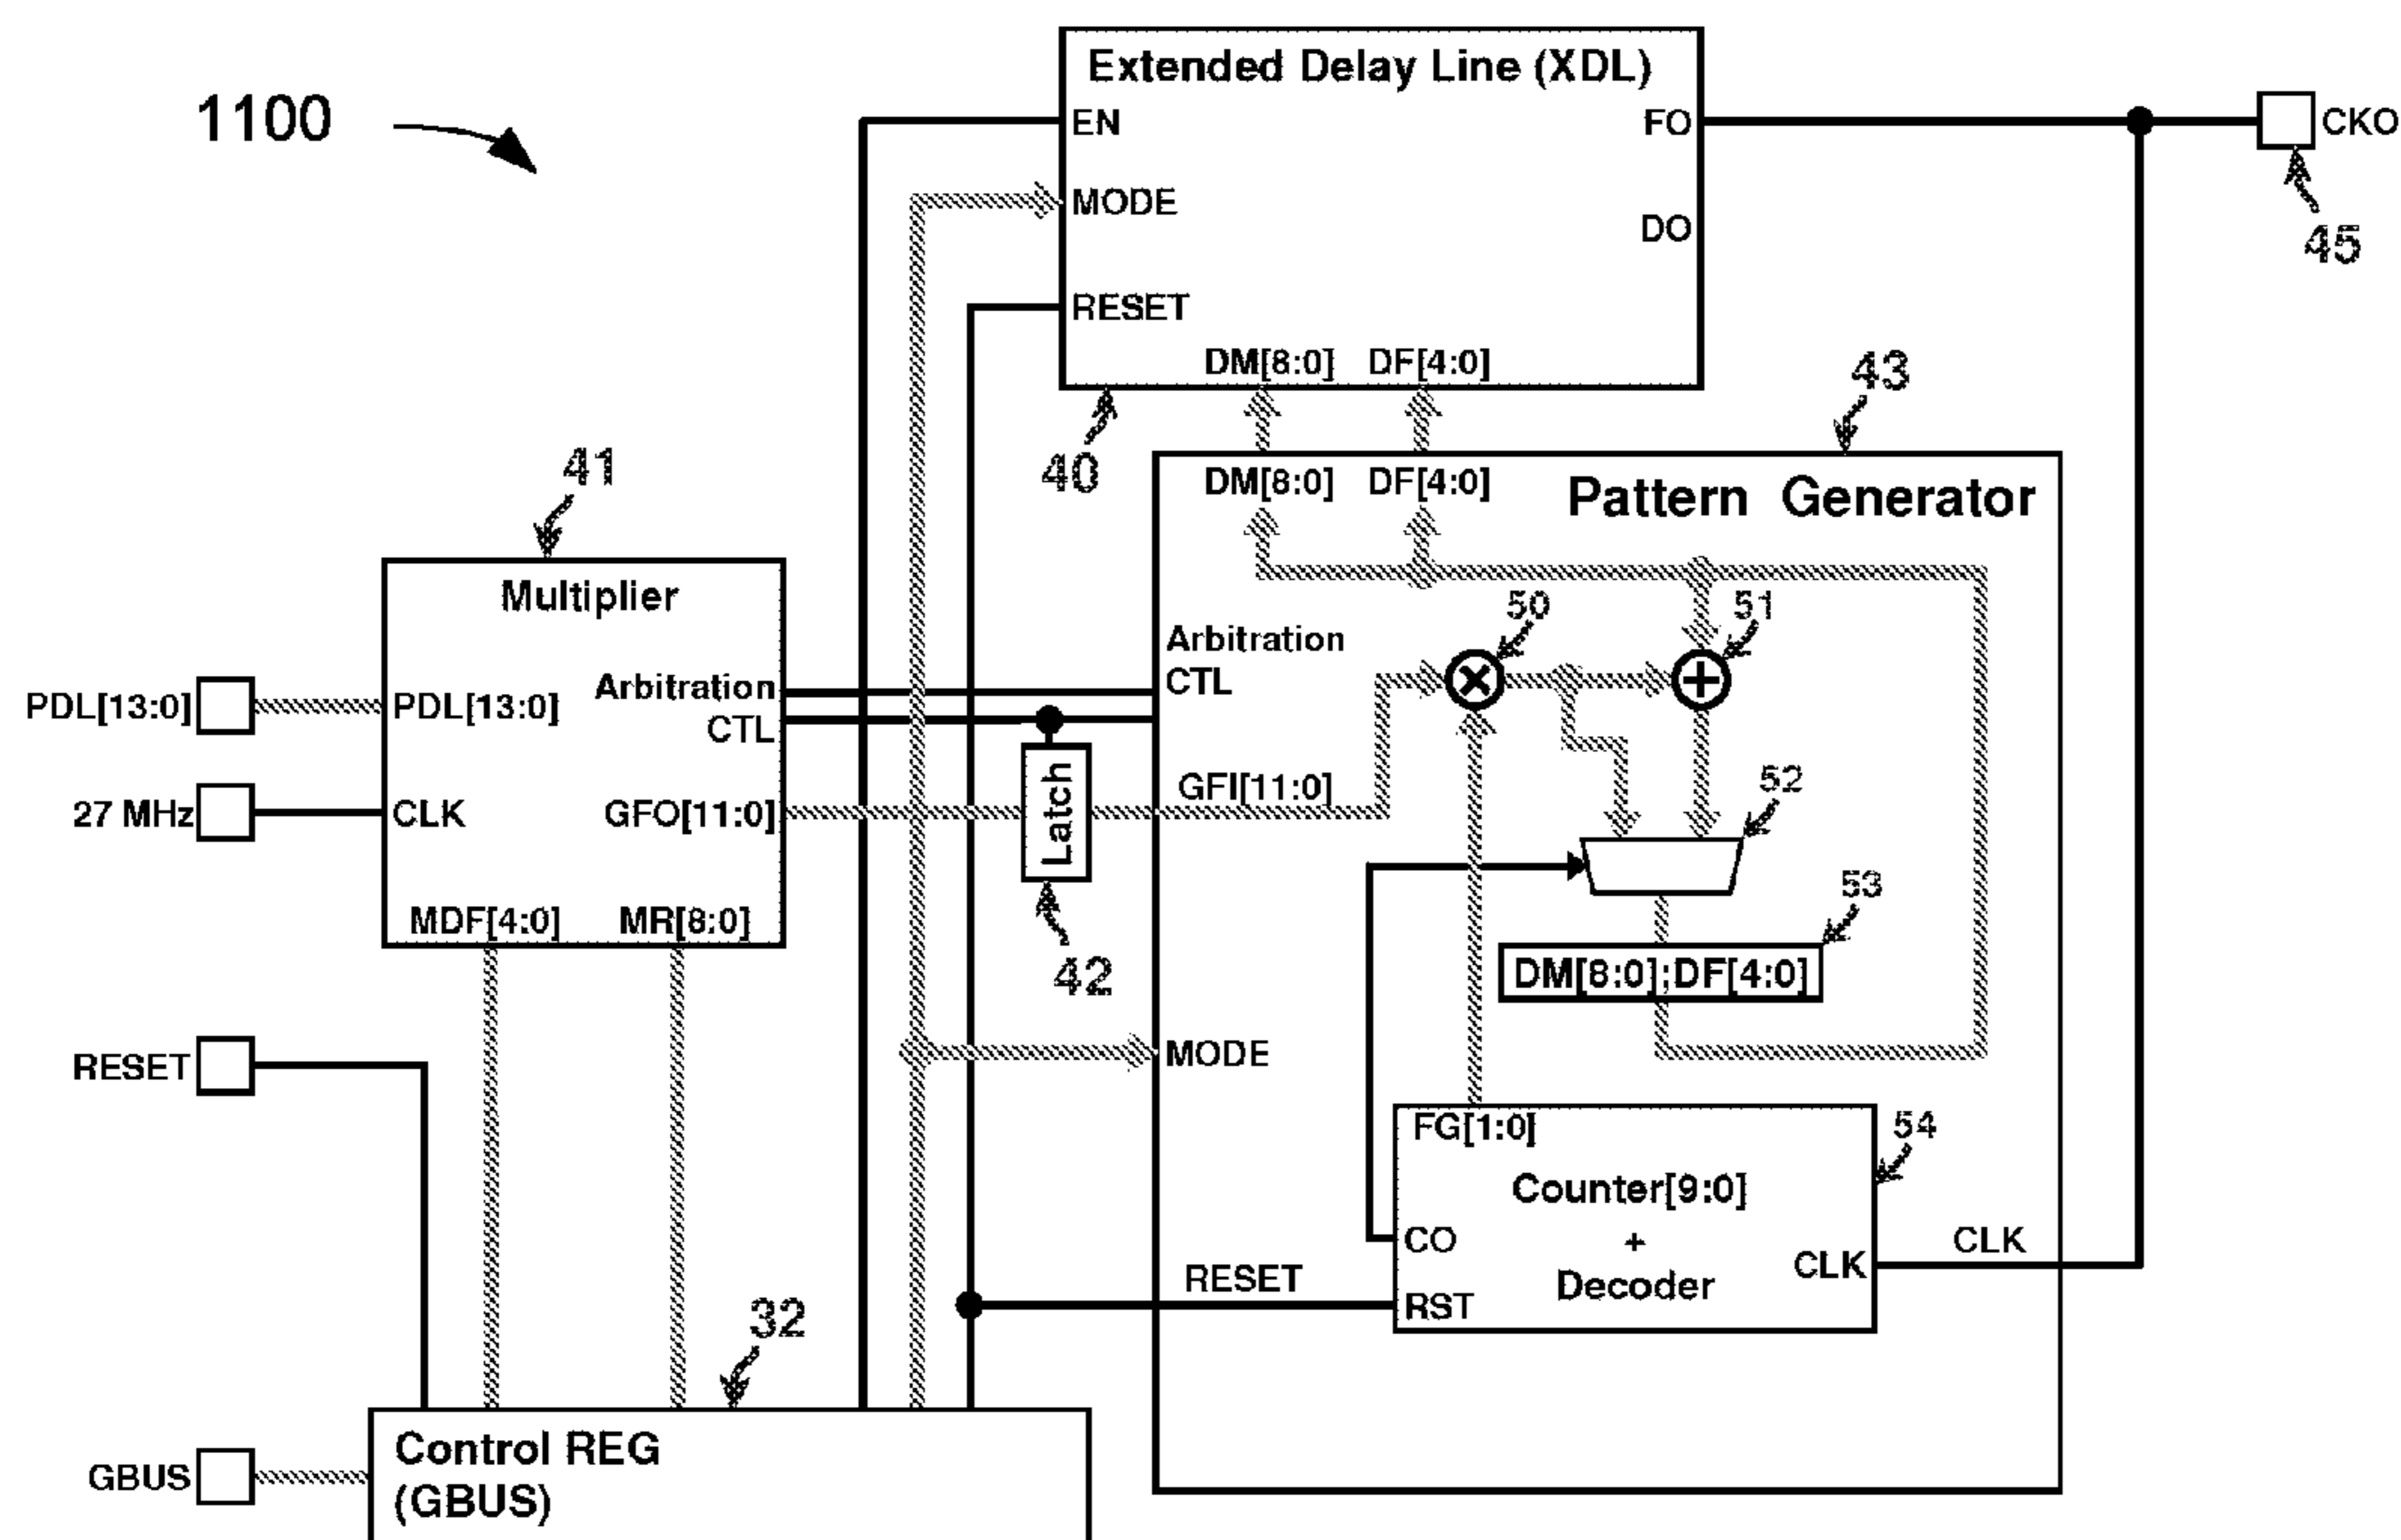 1100
Extended Delay Line (XDL)
EN
FO
CKO
MODE
DO
45
RESET
DM[8:0] DF[4:0]
40
43
41
DM[8:0] DF[4:0]
Pattern Generator
Multiplier
50
51
Arbitration
CTL
Arbitration
CTL
PDL[13:0]
PDL[13:0]
52
GFI[11:0]
27 MHz
CLK
GFO[11:0]
Latch
53
MDF[4:0] MR[8:0]
42
DM[8:0];DF[4:0]
RESET
MODE
FG[1:0]
54
Counter[9:0]
+
Decoder
CO
CLK
CLK
RESET
RST
32
Control REG
(GBUS)
GBUS